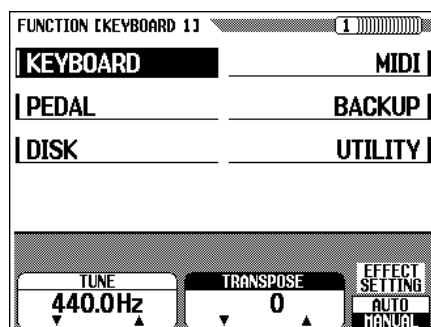 FUNCTION [KEYBOARD 1] 1
KEYBOARD MIDI
PEDAL BACKUP
DISK UTILITY
TUNE TRANSPOSE EFFECT SETTING
440.0Hz 0 AUTO
MANUAL